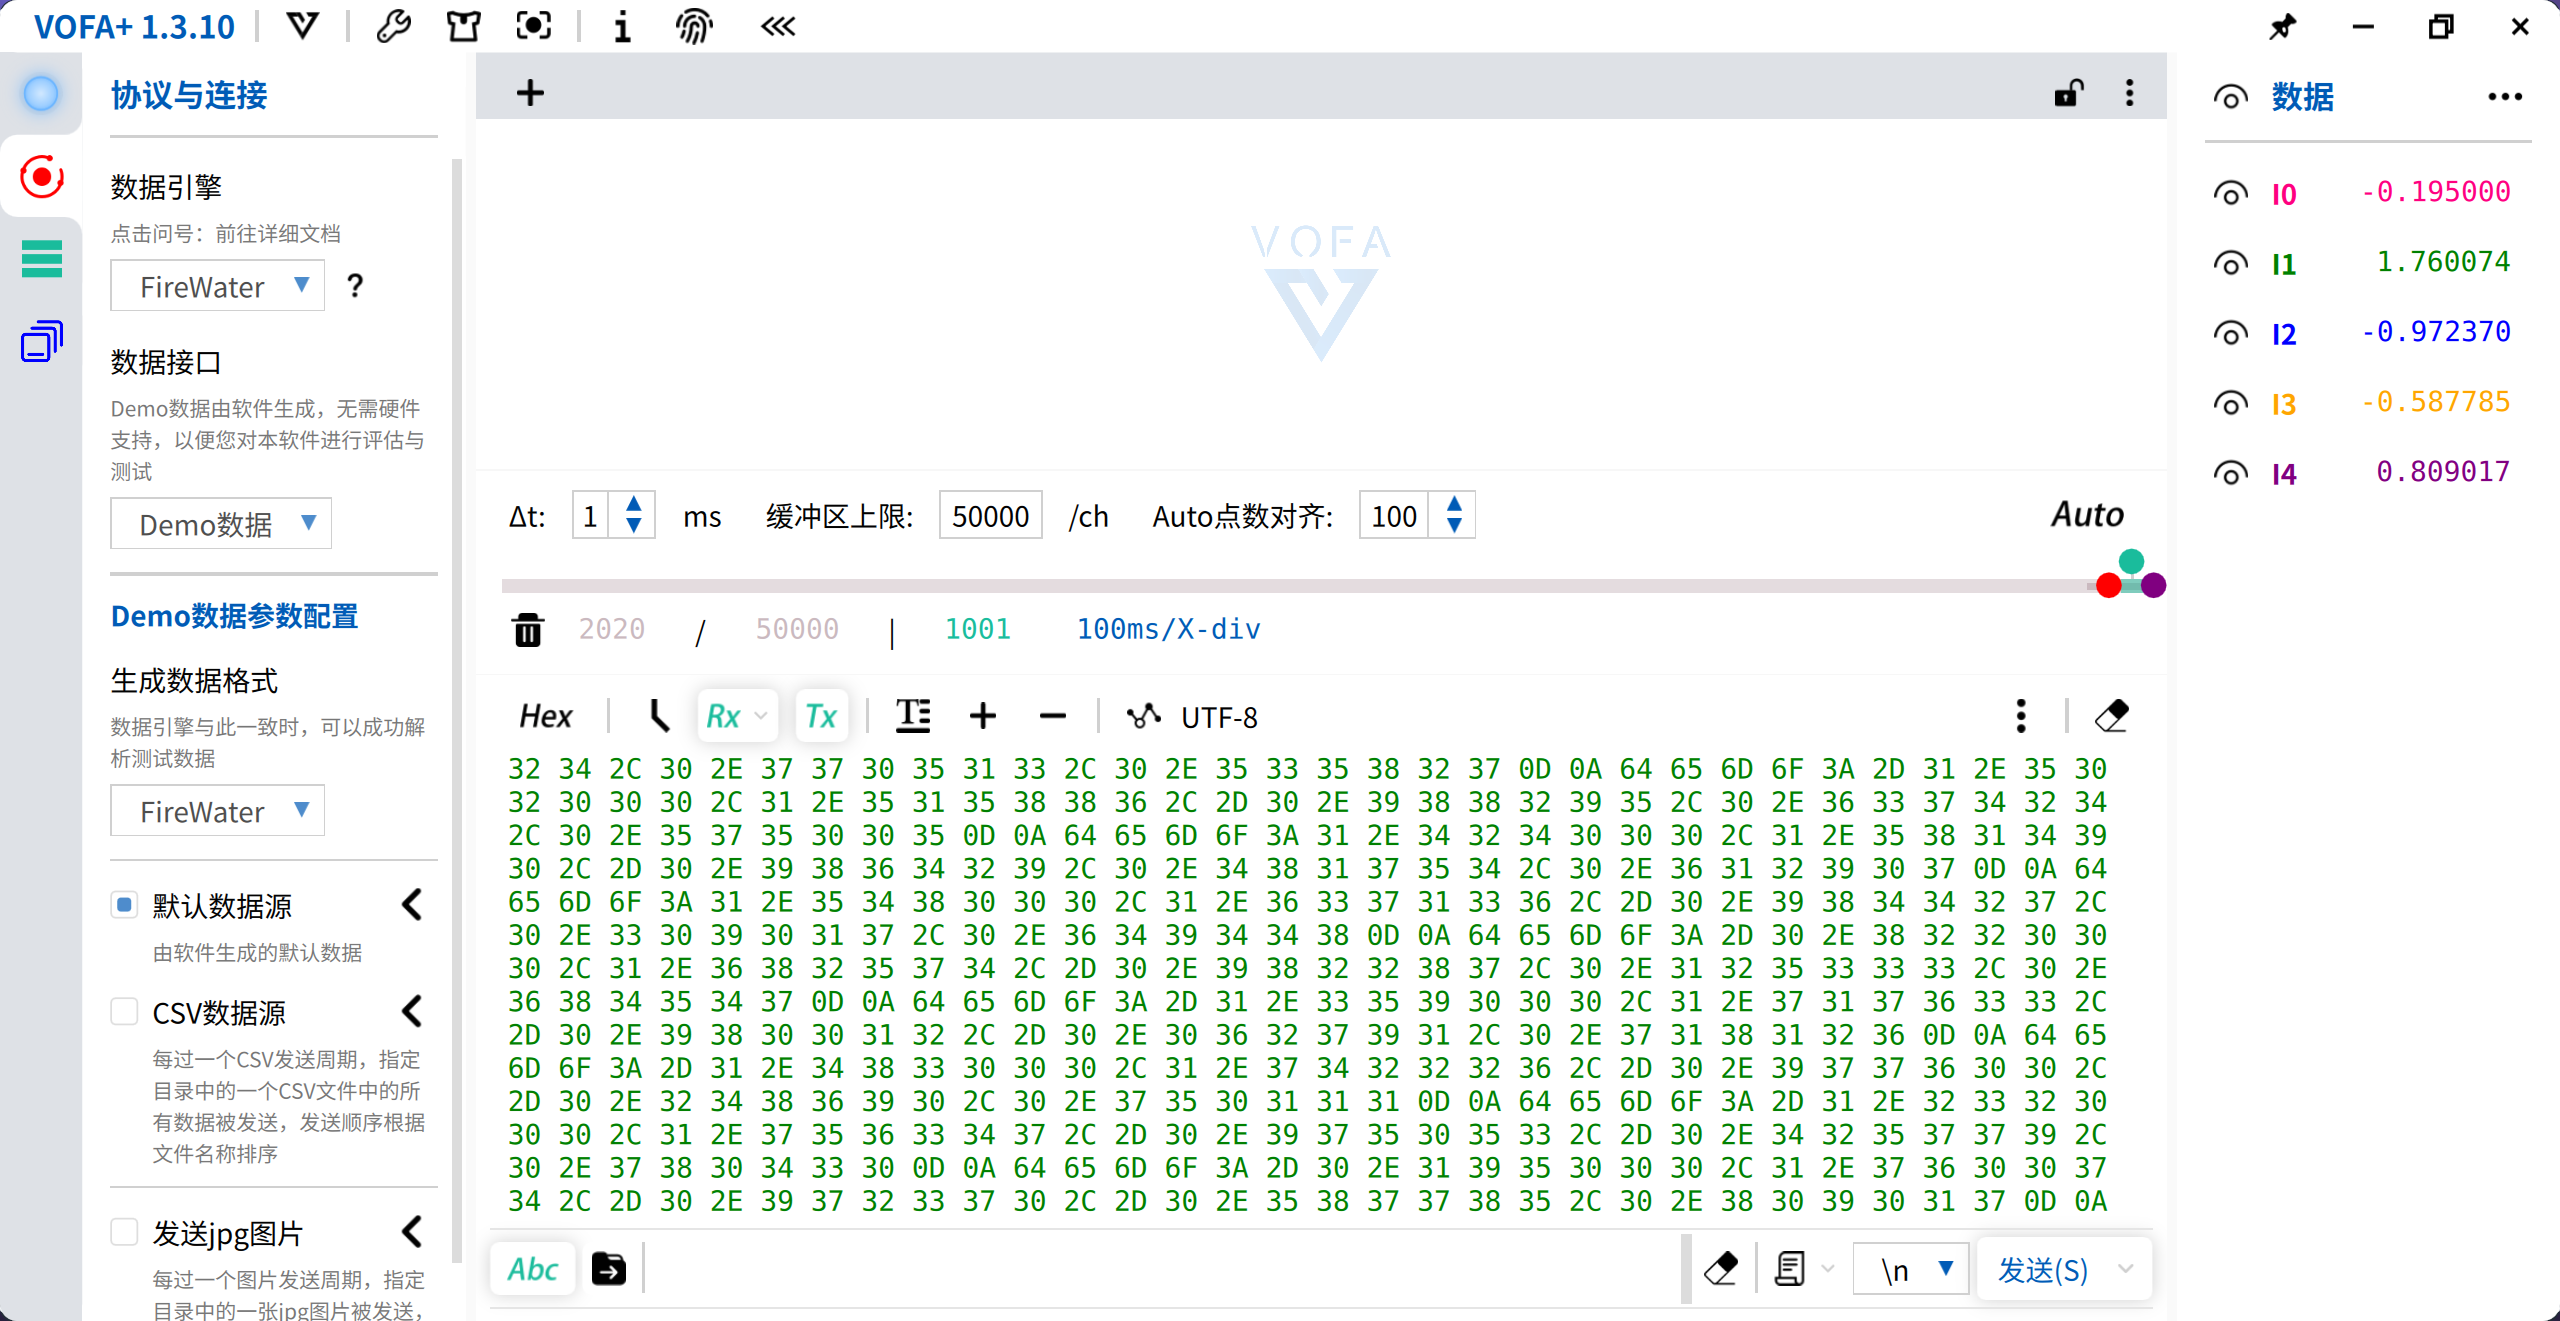 VOFA+ 1.3.10
协议与连接
数据引擎
点击问号：前往详细文档
FireWater
?
数据接口
Demo数据由软件生成，无需硬件
支持，以便您对本软件进行评估与
测试
Demo数据
Demo数据参数配置
生成数据格式
数据引擎与此一致时，可以成功解
析测试数据
FireWater
默认数据源
由软件生成的默认数据
CSV数据源
每过一个CSV发送周期，指定
目录中的一个CSV文件中的所
有数据被发送，发送顺序根据
文件名称排序
发送jpg图片
每过一个图片发送周期，指定
目录中的一张jpg图片被发送，
VOFA
Δt: 1 ms 缓冲区上限: 50000 /ch Auto点数对齐: 100
Auto
2020 / 50000 | 1001 100ms/X-div
Hex Rx Tx UTF-8
32 34 2C 30 2E 37 37 30 35 31 33 2C 30 2E 35 33 35 38 32 37 0D 0A 64 65 6D 6F 3A 2D 31 2E 35 30
32 30 30 30 2C 31 2E 35 31 35 38 38 36 2C 2D 30 2E 39 38 38 32 39 35 2C 30 2E 36 33 37 34 32 34
2C 30 2E 35 37 35 30 30 35 0D 0A 64 65 6D 6F 3A 31 2E 34 32 34 30 30 30 2C 31 2E 35 38 31 34 39
30 2C 2D 30 2E 39 38 36 34 32 39 2C 30 2E 34 38 31 37 35 34 2C 30 2E 36 31 32 39 30 37 0D 0A 64
65 6D 6F 3A 31 2E 35 34 38 30 30 30 2C 31 2E 36 33 37 31 33 36 2C 2D 30 2E 39 38 34 34 32 37 2C
30 2E 33 30 39 30 31 37 2C 30 2E 36 34 39 34 34 38 0D 0A 64 65 6D 6F 3A 2D 30 2E 38 32 32 30 30
30 2C 31 2E 36 38 32 35 37 34 2C 2D 30 2E 39 38 32 32 38 37 2C 30 2E 31 32 35 33 33 33 2C 30 2E
36 38 34 35 34 37 0D 0A 64 65 6D 6F 3A 2D 31 2E 33 35 39 30 30 30 2C 31 2E 37 31 37 36 33 33 2C
2D 30 2E 39 38 30 30 31 32 2C 2D 30 2E 30 36 32 37 39 31 2C 30 2E 37 31 38 31 32 36 0D 0A 64 65
6D 6F 3A 2D 31 2E 34 38 33 30 30 30 2C 31 2E 37 34 32 32 32 36 2C 2D 30 2E 39 37 37 36 30 30 2C
2D 30 2E 32 34 38 36 39 30 2C 30 2E 37 35 30 31 31 31 0D 0A 64 65 6D 6F 3A 2D 31 2E 32 33 32 30
30 30 2C 31 2E 37 35 36 33 34 37 2C 2D 30 2E 39 37 35 30 35 33 2C 2D 30 2E 34 32 35 37 37 39 2C
30 2E 37 38 30 34 33 30 0D 0A 64 65 6D 6F 3A 2D 30 2E 31 39 35 30 30 30 2C 31 2E 37 36 30 30 37
34 2C 2D 30 2E 39 37 32 33 37 30 2C 2D 30 2E 35 38 37 37 38 35 2C 30 2E 38 30 39 30 31 37 0D 0A
Abc \n 发送(S)
数据
I0 -0.195000
I1 1.760074
I2 -0.972370
I3 -0.587785
I4 0.809017